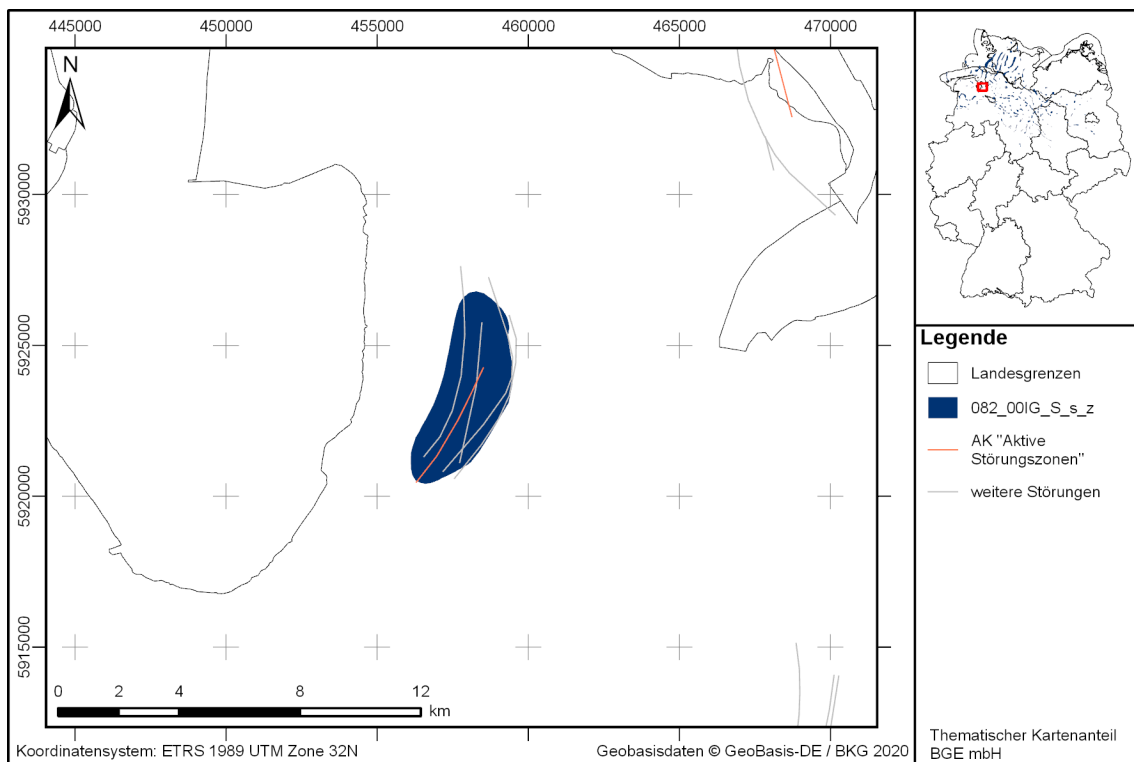 445000 450000 455000 460000 465000 470000
N
5930000
5925000
5920000
5915000
0 2 4 8 12
km
Koordinatensystem: ETRS 1989 UTM Zone 32N
Geobasisdaten © GeoBasis-DE / BKG 2020
Legende
Landesgrenzen
082_00IG_S_s_z
AK "Aktive
Störungszonen"
weitere Störungen
Thematischer Kartenanteil
BGE mbH